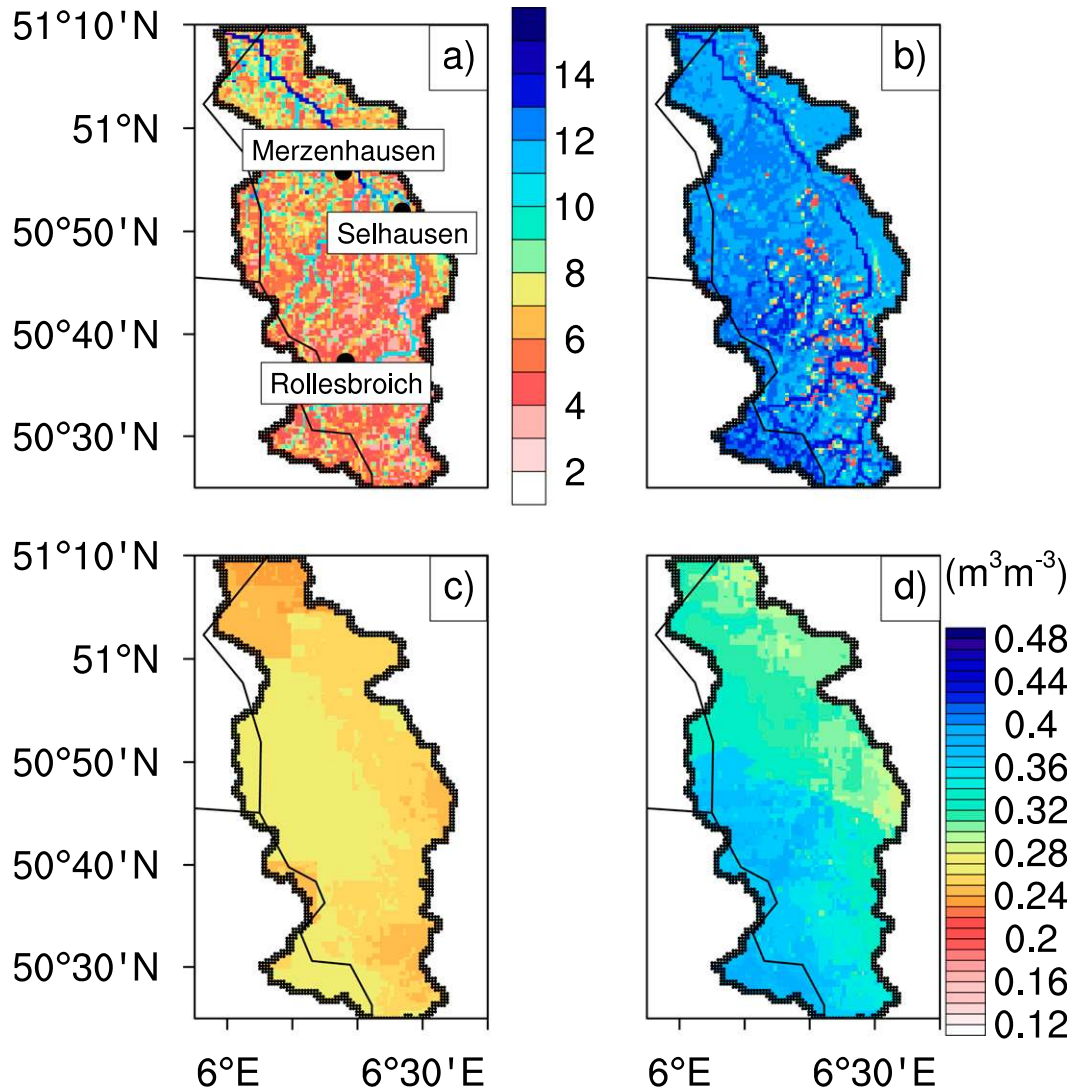 51°10'N
51°N
50°50'N
50°40'N
50°30'N
a)
Merzenhausen
Selhausen
Rollesbroich
14
12
10
8
6
4
2
b)
51°10'N
51°N
50°50'N
50°40'N
50°30'N
c)
6°E
6°30'E
d)
6°E
6°30'E
(m³m⁻³)
0.48
0.44
0.4
0.36
0.32
0.28
0.24
0.2
0.16
0.12